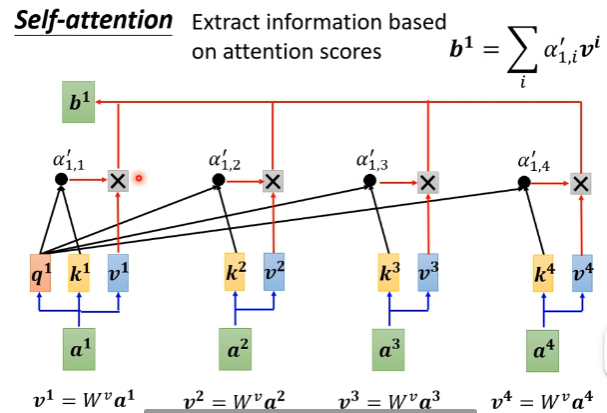 Self-attention Extract information based
on attention scores
b¹ = ∑ᵢ α′₁,ᵢvⁱ
b¹
α′₁,₁ α′₁,₂ α′₁,₃ α′₁,₄
× × × ×
q¹ k¹ v¹ k² v² k³ v³ k⁴ v⁴
a¹ a² a³ a⁴
v¹ = Wᵛa¹ v² = Wᵛa² v³ = Wᵛa³ v⁴ = Wᵛa⁴